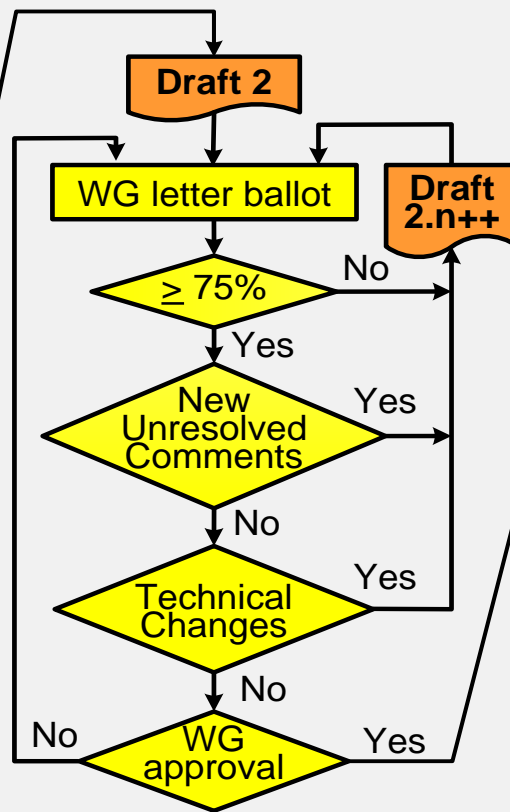 Draft 2
WG letter ballot
Draft
2.n++
≥ 75%
No
Yes
New
Unresolved
Comments
Yes
No
Technical
Changes
Yes
No
No
WG
approval
Yes